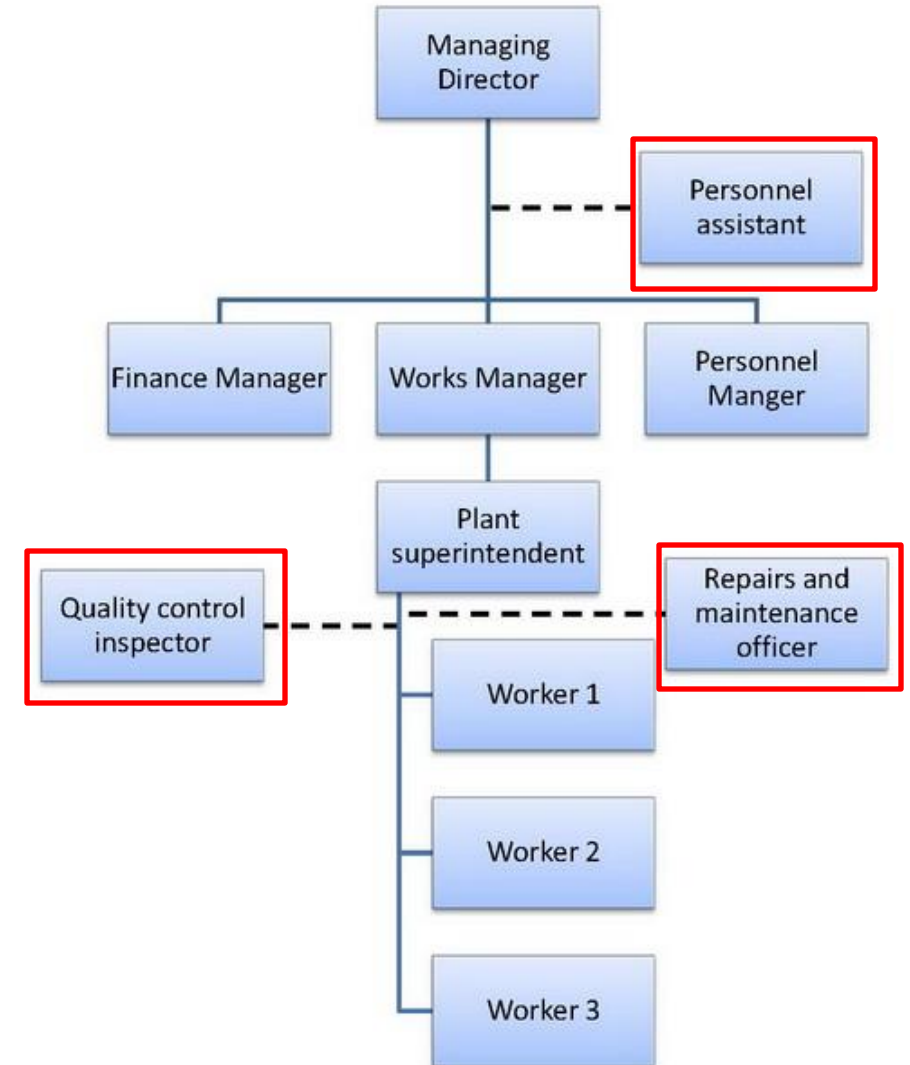 Managing
Director
Personnel
assistant
Finance Manager
Works Manager
Personnel
Manger
Plant
superintendent
Quality control
inspector
Repairs and
maintenance
officer
Worker 1
Worker 2
Worker 3